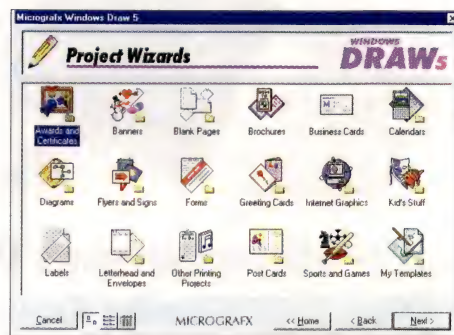 Micrografx Windows Draw 5
Project Wizards
WINDOWS
DRAW5
Awards and Certificates
Banners
Blank Pages
Brochures
Business Cards
Calendars
Diagrams
Flyers and Signs
Forms
Greeting Cards
Internet Graphics
Kid's Stuff
Labels
Letterhead and Envelopes
Other Printing Projects
Post Cards
Sports and Games
My Templates
Cancel
MICROGRAFX
<< Home
< Back
Next >